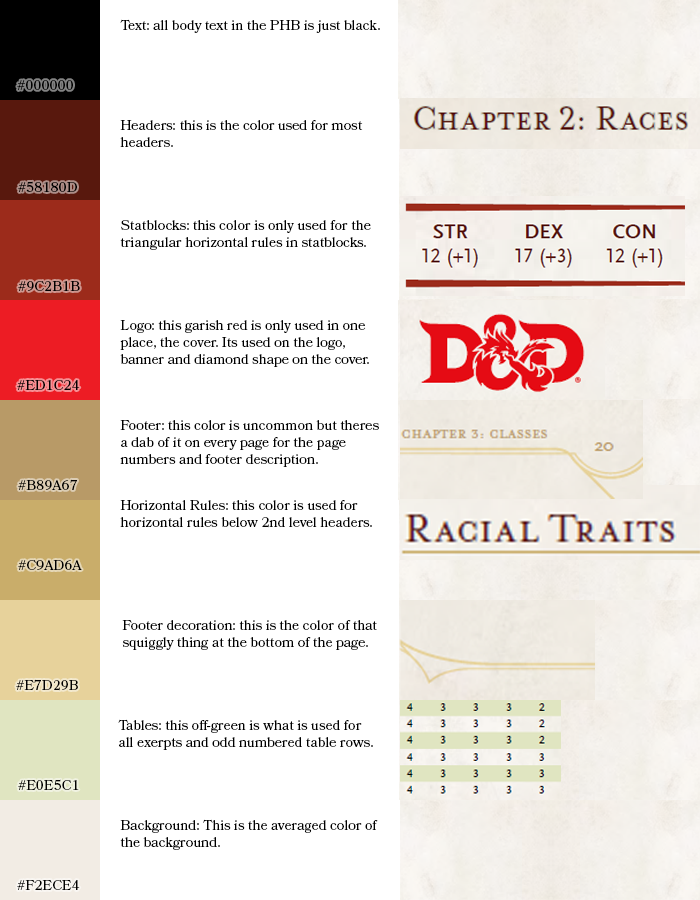 Text: all body text in the PHB is just black.
#000000
Headers: this is the color used for most
headers.
CHAPTER 2: RACES
#58180D
Statblocks: this color is only used for the
triangular horizontal rules in statblocks.
STR DEX CON
12 (+1) 17 (+3) 12 (+1)
#9C2B1B
Logo: this garish red is only used in one
place, the cover. Its used on the logo,
banner and diamond shape on the cover.
D&D
®
#ED1C24
Footer: this color is uncommon but theres
a dab of it on every page for the page
numbers and footer description.
CHAPTER 3: CLASSES
20
#B89A67
Horizontal Rules: this color is used for
horizontal rules below 2nd level headers.
RACIAL TRAITS
#C9AD6A
Footer decoration: this is the color of that
squiggly thing at the bottom of the page.
#E7D29B
Tables: this off-green is what is used for
all exerpts and odd numbered table rows.
4 3 3 3 2
4 3 3 3 2
4 3 3 3 2
4 3 3 3 3
4 3 3 3 3
4 3 3 3 3
#E0E5C1
Background: This is the averaged color of
the background.
#F2ECE4